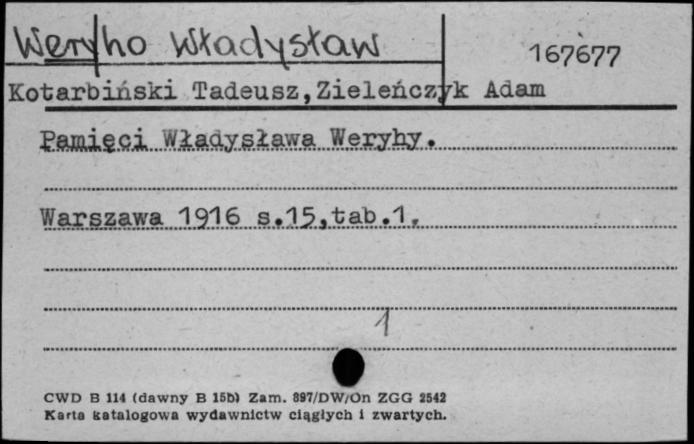 Weryho Władysław
167677
Kotarbiński Tadeusz,Zieleńczyk Adam
Pamięci Władysława Weryhy.
Warszawa 1916 s.15,tab.1.
1
CWD B 114 (dawny B 15b) Zam. 897/DW/On ZGG 2542
Karta katalogowa wydawnictw ciągłych i zwartych.